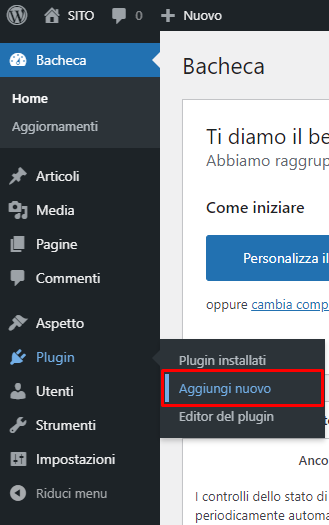 SITO 0 + Nuovo
Bacheca
Home
Aggiornamenti
Articoli
Media
Pagine
Commenti
Aspetto
Plugin
Utenti
Strumenti
Impostazioni
Riduci menu
Plugin installati
Aggiungi nuovo
Editor del plugin
Bacheca
Ti diamo il be
Abbiamo raggrup
Come iniziare
Personalizza il
oppure cambia comp
Anco
I controlli dello stato di
periodicamente automa